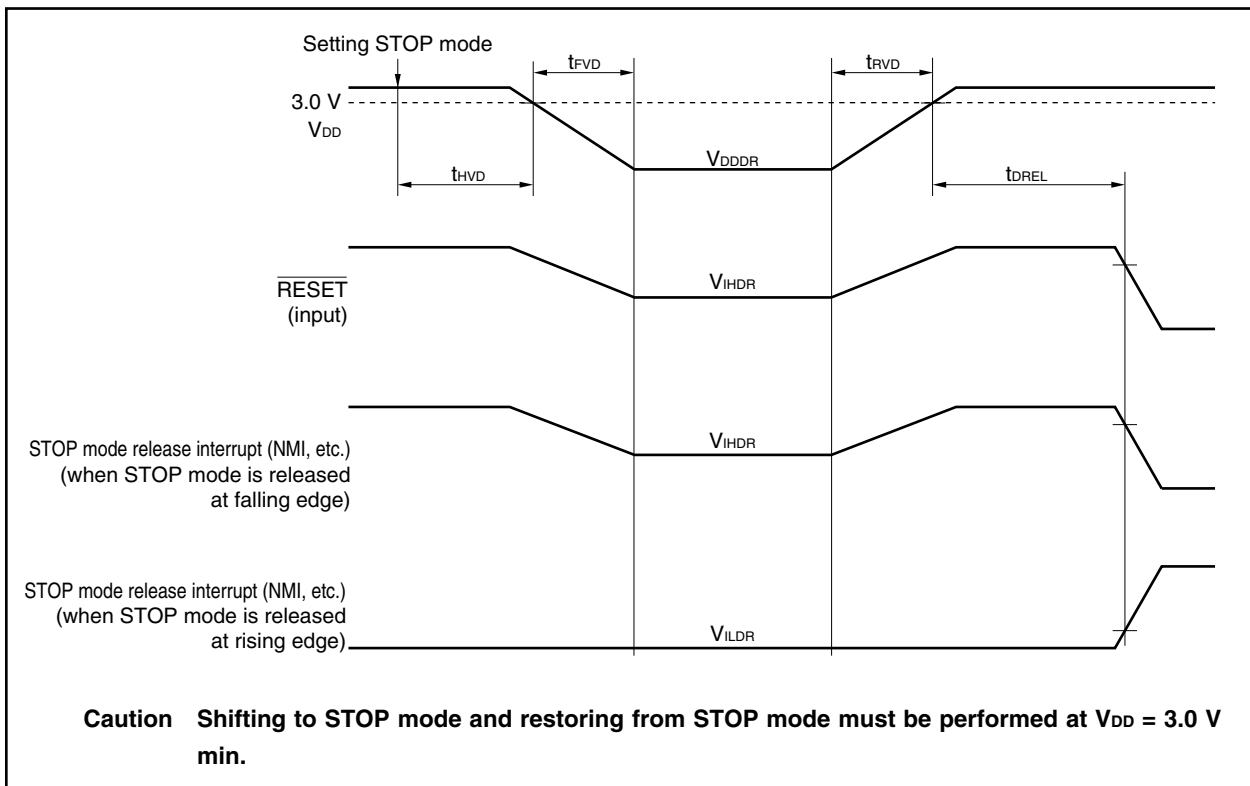 Setting STOP mode
tFVD
tRVD
3.0 V
VDD
VDDDR
tHVD
tDREL
RESET
(input)
VIHDR
STOP mode release interrupt (NMI, etc.)
(when STOP mode is released
at falling edge)
VIHDR
STOP mode release interrupt (NMI, etc.)
(when STOP mode is released
at rising edge)
VILDR
Caution Shifting to STOP mode and restoring from STOP mode must be performed at VDD = 3.0 V
min.